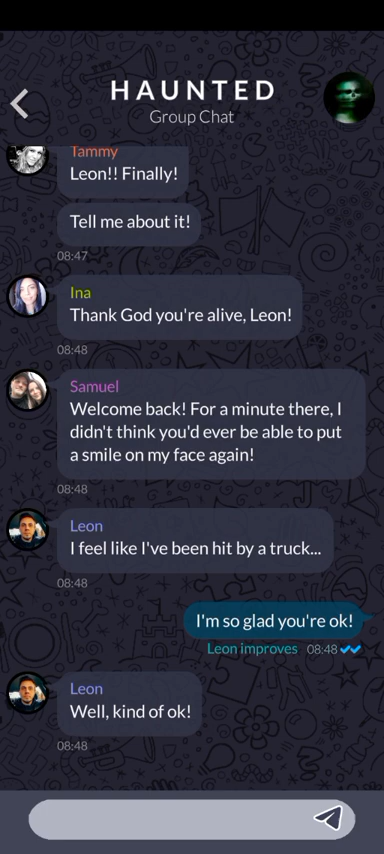 HAUNTED
Group Chat
Tammy
Leon!! Finally!
Tell me about it!
08:47
Ina
Thank God you're alive, Leon!
08:48
Samuel
Welcome back! For a minute there, I
didn't think you'd ever be able to put
a smile on my face again!
08:48
Leon
I feel like I've been hit by a truck...
08:48
I'm so glad you're ok!
Leon improves 08:48
Leon
Well, kind of ok!
08:48